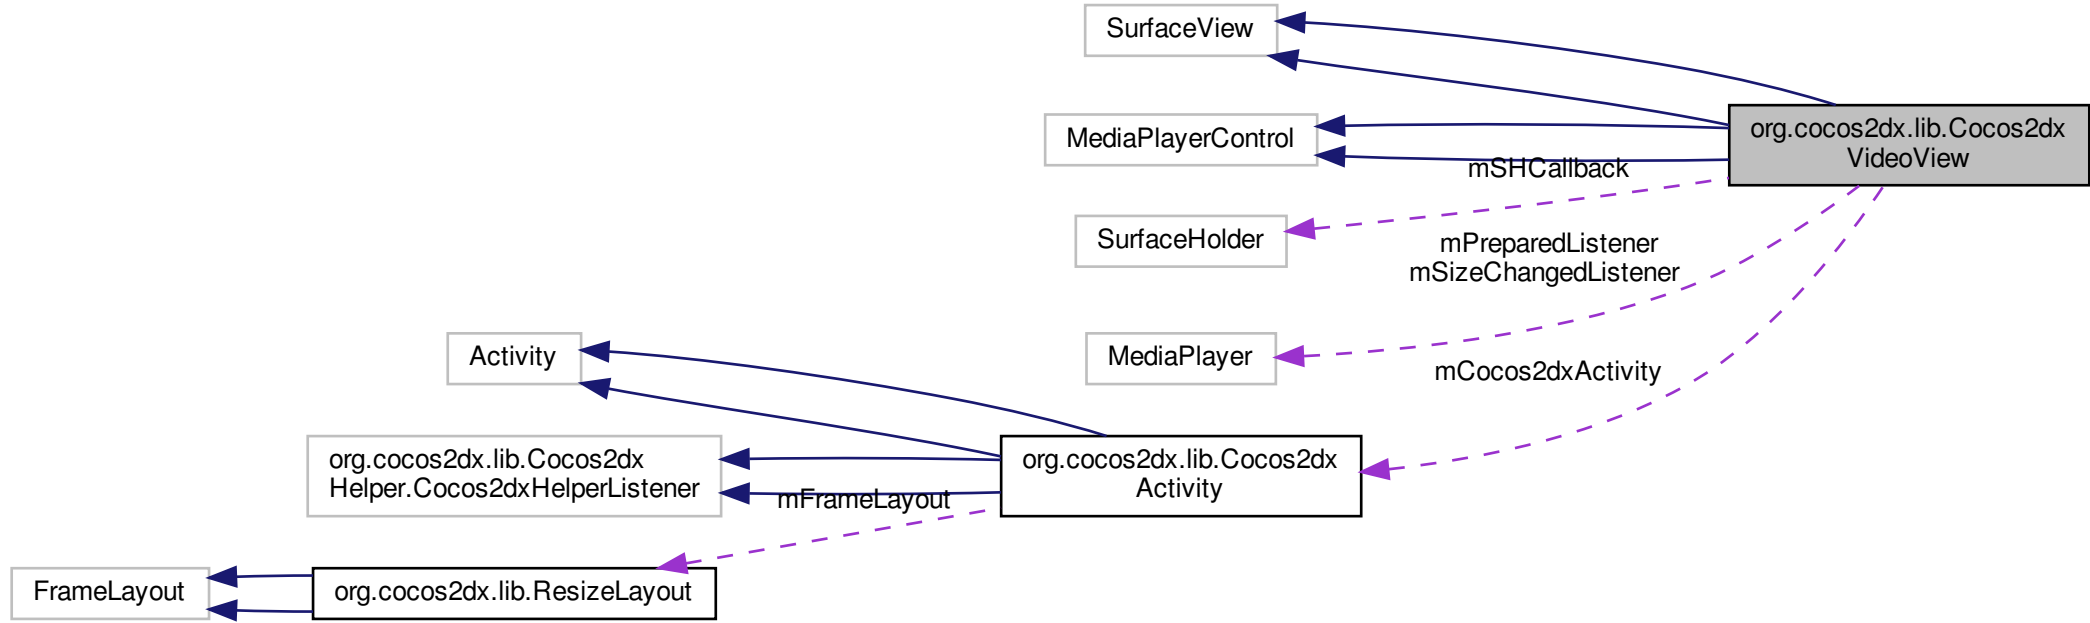 SurfaceView
org.cocos2dx.lib.Cocos2dx
VideoView
MediaPlayerControl
mSHCallback
SurfaceHolder
mPreparedListener
mSizeChangedListener
Activity
MediaPlayer
mCocos2dxActivity
org.cocos2dx.lib.Cocos2dx
Helper.Cocos2dxHelperListener
org.cocos2dx.lib.Cocos2dx
Activity
mFrameLayout
FrameLayout
org.cocos2dx.lib.ResizeLayout